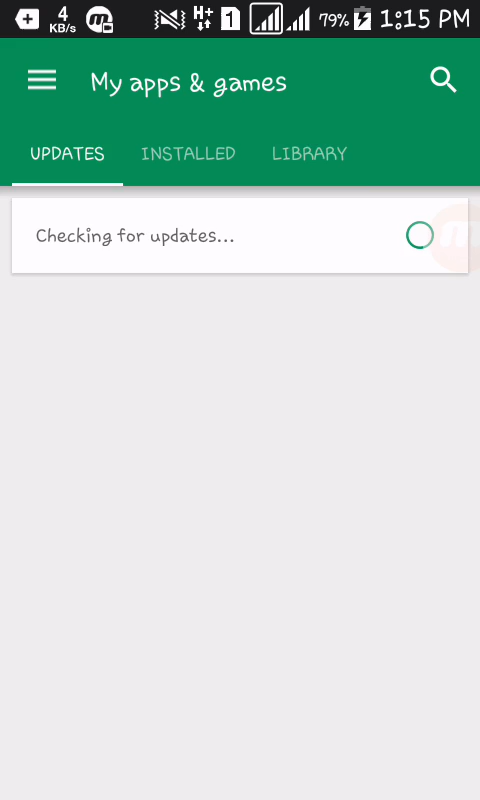 4 KB/s 1 79% 1:15 PM
My apps & games
UPDATES INSTALLED LIBRARY
Checking for updates...